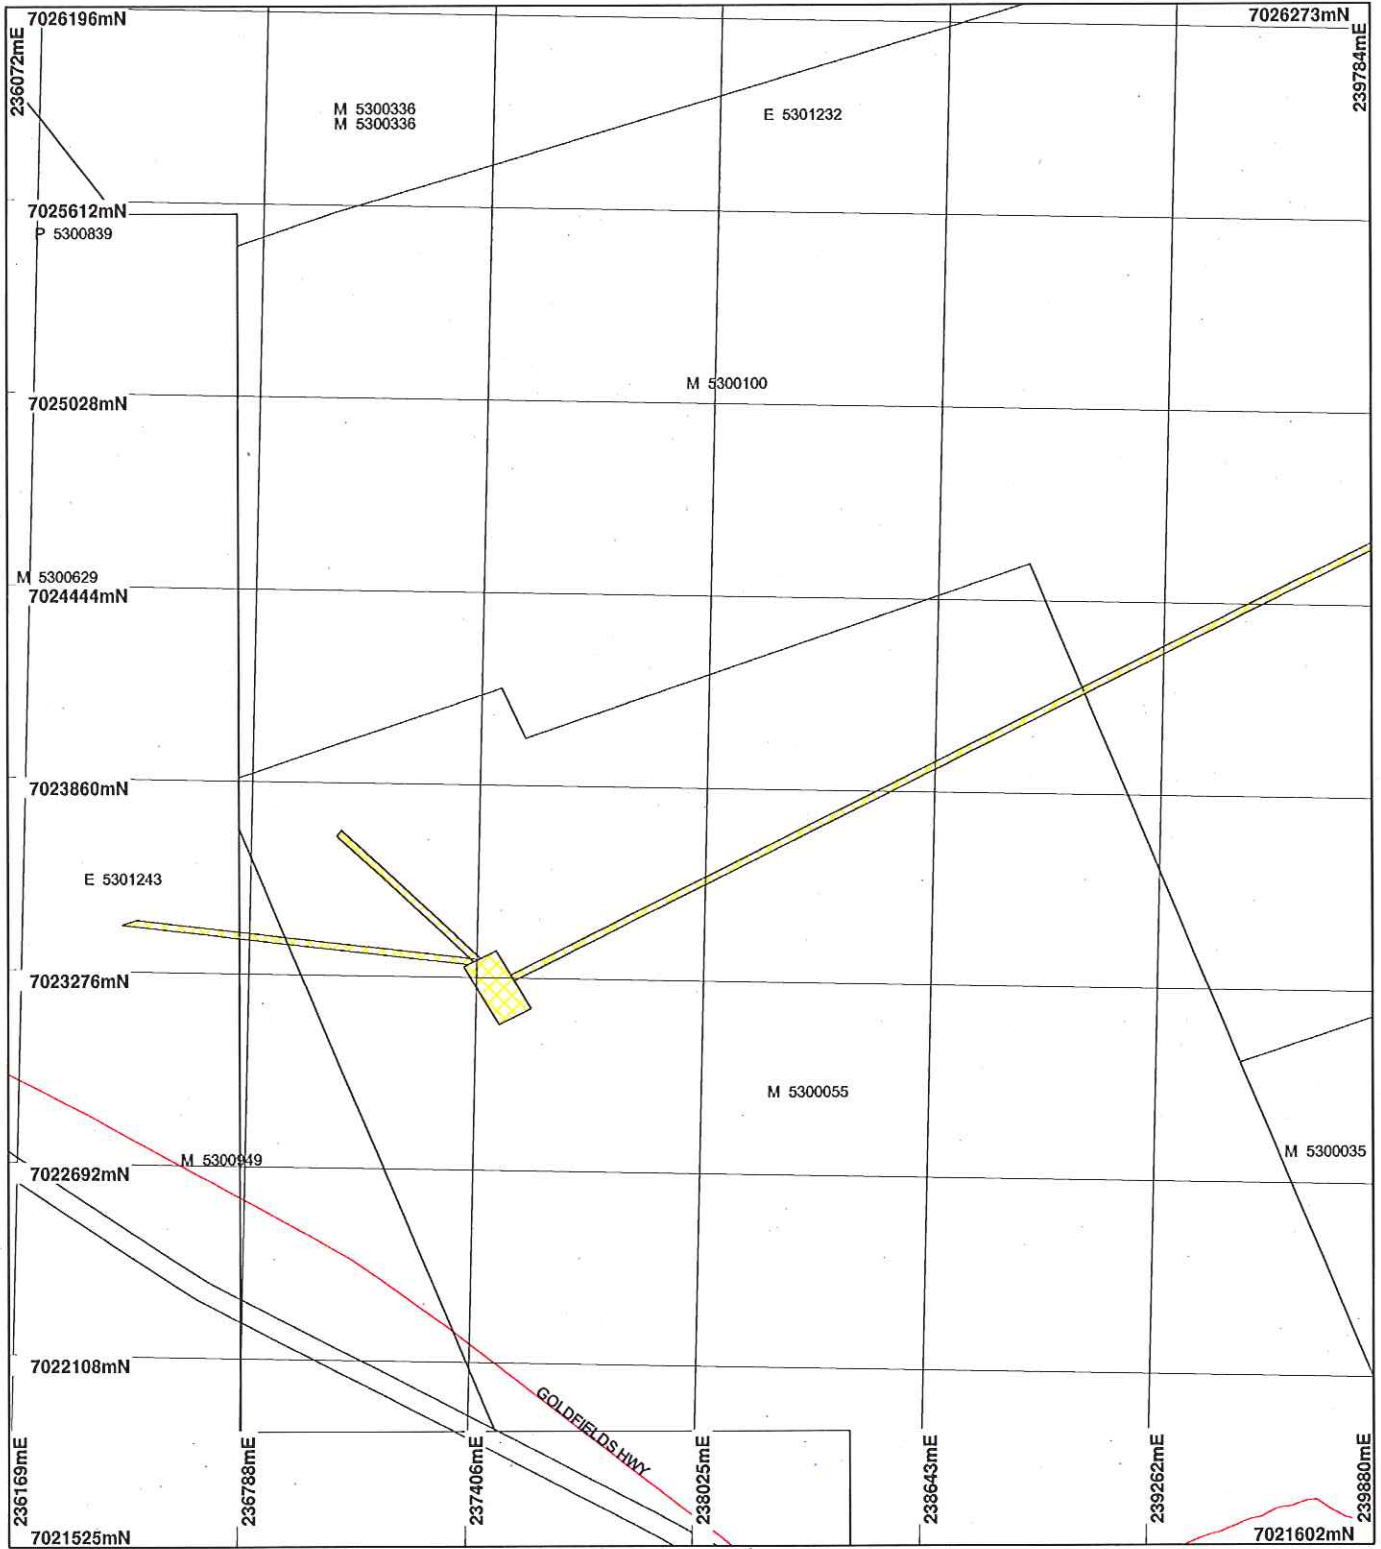 7026196mN
7026273mN
236072mE
239784mE
M 5300336
M 5300336
E 5301232
7025612mN
P 5300839
M 5300100
7025028mN
M 5300629
7024444mN
7023860mN
E 5301243
7023276mN
M 5300055
M 5300035
M 5300949
7022692mN
7022108mN
GOLDFIELDS HWY
236169mE
236788mE
237406mE
238025mE
238643mE
239262mE
239880mE
7021525mN
7021602mN